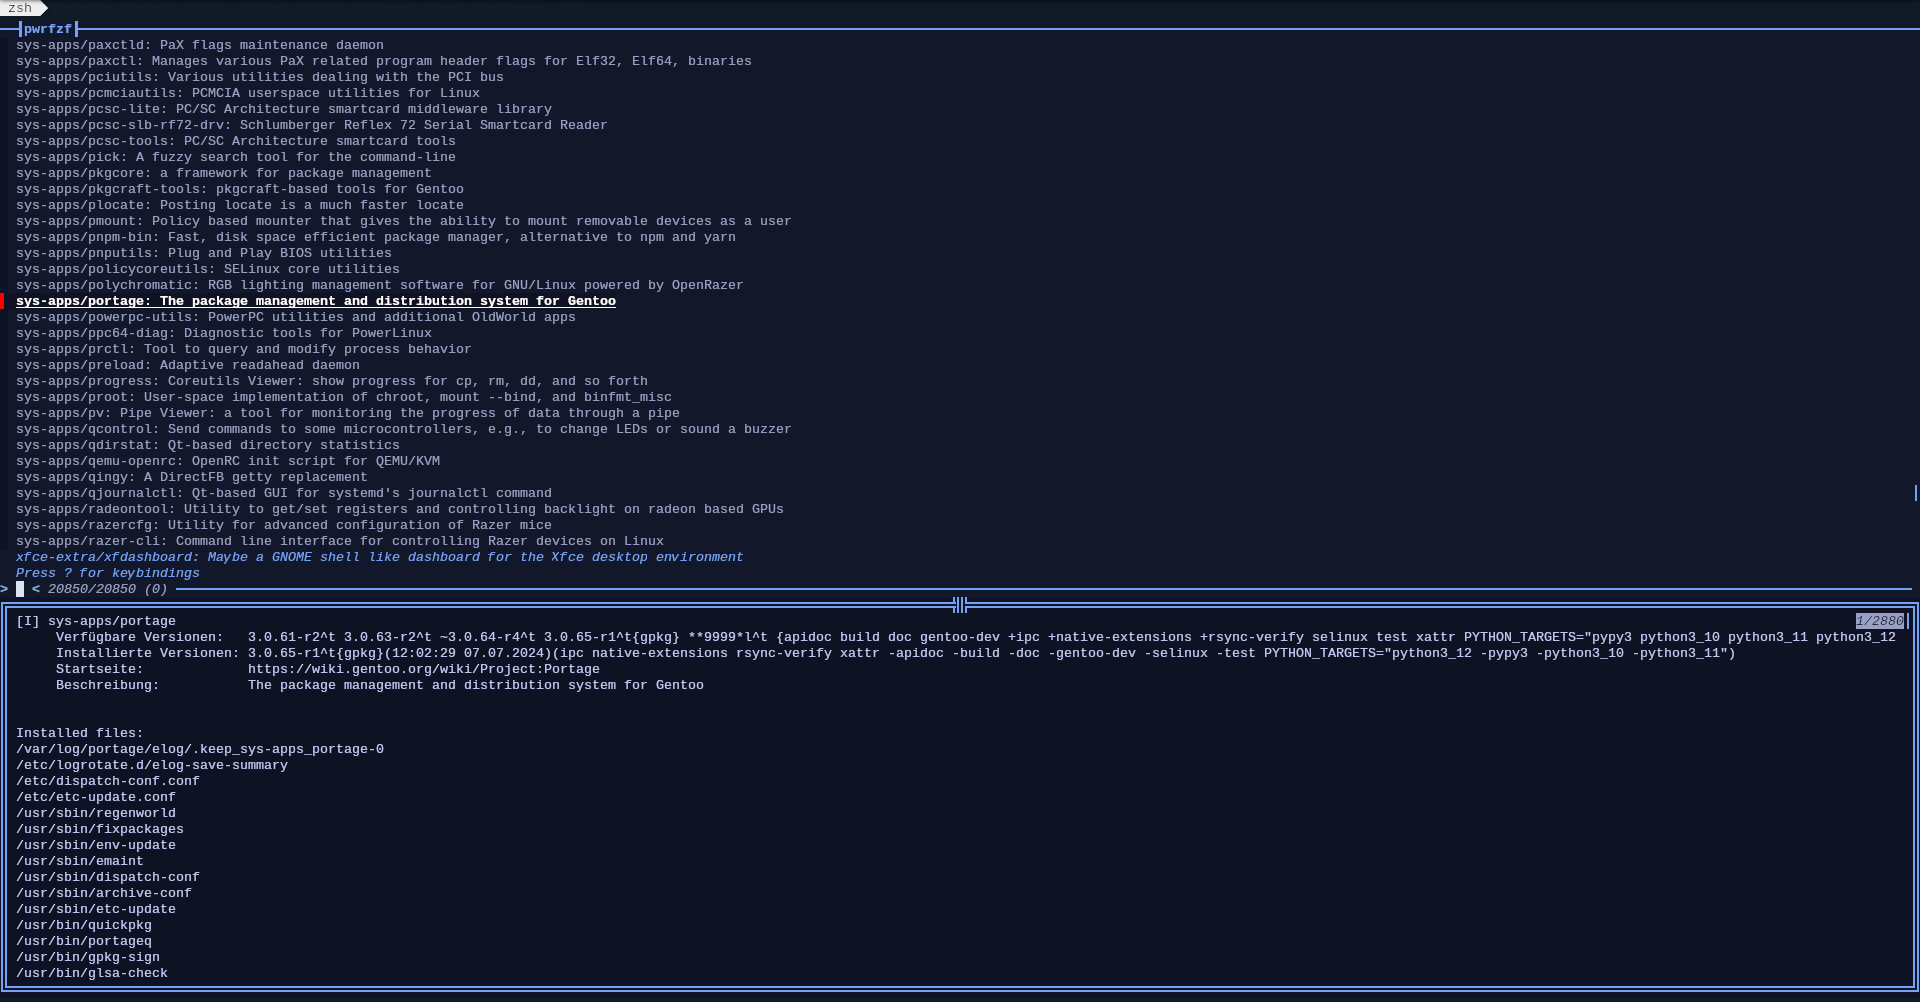 zsh
pwrfzf
sys-apps/paxctld: PaX flags maintenance daemon
sys-apps/paxctl: Manages various PaX related program header flags for Elf32, Elf64, binaries
sys-apps/pciutils: Various utilities dealing with the PCI bus
sys-apps/pcmciautils: PCMCIA userspace utilities for Linux
sys-apps/pcsc-lite: PC/SC Architecture smartcard middleware library
sys-apps/pcsc-slb-rf72-drv: Schlumberger Reflex 72 Serial Smartcard Reader
sys-apps/pcsc-tools: PC/SC Architecture smartcard tools
sys-apps/pick: A fuzzy search tool for the command-line
sys-apps/pkgcore: a framework for package management
sys-apps/pkgcraft-tools: pkgcraft-based tools for Gentoo
sys-apps/plocate: Posting locate is a much faster locate
sys-apps/pmount: Policy based mounter that gives the ability to mount removable devices as a user
sys-apps/pnpm-bin: Fast, disk space efficient package manager, alternative to npm and yarn
sys-apps/pnputils: Plug and Play BIOS utilities
sys-apps/policycoreutils: SELinux core utilities
sys-apps/polychromatic: RGB lighting management software for GNU/Linux powered by OpenRazer
sys-apps/portage: The package management and distribution system for Gentoo
sys-apps/powerpc-utils: PowerPC utilities and additional OldWorld apps
sys-apps/ppc64-diag: Diagnostic tools for PowerLinux
sys-apps/prctl: Tool to query and modify process behavior
sys-apps/preload: Adaptive readahead daemon
sys-apps/progress: Coreutils Viewer: show progress for cp, rm, dd, and so forth
sys-apps/proot: User-space implementation of chroot, mount --bind, and binfmt_misc
sys-apps/pv: Pipe Viewer: a tool for monitoring the progress of data through a pipe
sys-apps/qcontrol: Send commands to some microcontrollers, e.g., to change LEDs or sound a buzzer
sys-apps/qdirstat: Qt-based directory statistics
sys-apps/qemu-openrc: OpenRC init script for QEMU/KVM
sys-apps/qingy: A DirectFB getty replacement
sys-apps/qjournalctl: Qt-based GUI for systemd's journalctl command
sys-apps/radeontool: Utility to get/set registers and controlling backlight on radeon based GPUs
sys-apps/razercfg: Utility for advanced configuration of Razer mice
sys-apps/razer-cli: Command line interface for controlling Razer devices on Linux
xfce-extra/xfdashboard: Maybe a GNOME shell like dashboard for the Xfce desktop environment
Press ? for keybindings
> < 20850/20850 (0)
[I] sys-apps/portage 1/2880
Verfügbare Versionen: 3.0.61-r2^t 3.0.63-r2^t ~3.0.64-r4^t 3.0.65-r1^t{gpkg} **9999*l^t {apidoc build doc gentoo-dev +ipc +native-extensions +rsync-verify selinux test xattr PYTHON_TARGETS="pypy3 python3_10 python3_11 python3_12
Installierte Versionen: 3.0.65-r1^t{gpkg}(12:02:29 07.07.2024)(ipc native-extensions rsync-verify xattr -apidoc -build -doc -gentoo-dev -selinux -test PYTHON_TARGETS="python3_12 -pypy3 -python3_10 -python3_11")
Startseite: https://wiki.gentoo.org/wiki/Project:Portage
Beschreibung: The package management and distribution system for Gentoo
Installed files:
/var/log/portage/elog/.keep_sys-apps_portage-0
/etc/logrotate.d/elog-save-summary
/etc/dispatch-conf.conf
/etc/etc-update.conf
/usr/sbin/regenworld
/usr/sbin/fixpackages
/usr/sbin/env-update
/usr/sbin/emaint
/usr/sbin/dispatch-conf
/usr/sbin/archive-conf
/usr/sbin/etc-update
/usr/bin/quickpkg
/usr/bin/portageq
/usr/bin/gpkg-sign
/usr/bin/glsa-check